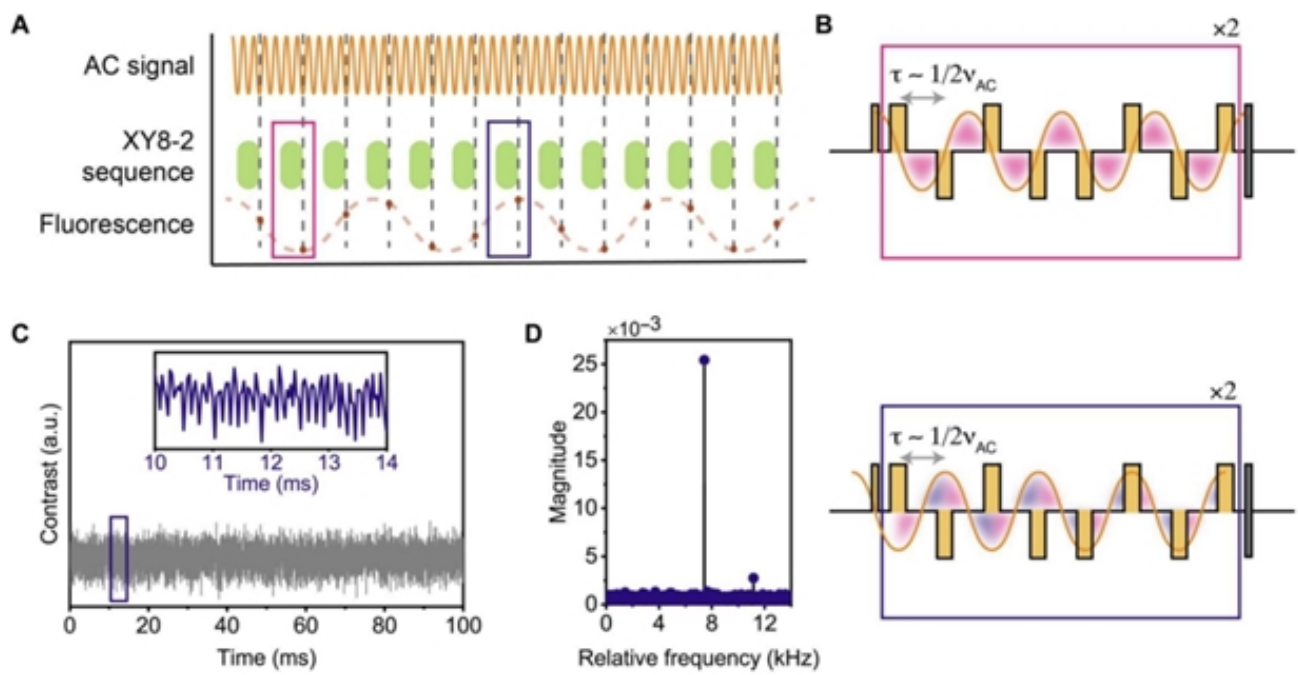 A
AC signal
XY8-2
sequence
Fluorescence
B
×2
τ ~ 1/2ν_AC
×2
τ ~ 1/2ν_AC
C
Contrast (a.u.)
10 11 12 13 14
Time (ms)
0 20 40 60 80 100
Time (ms)
D
×10⁻³
Magnitude
25
20
15
10
5
0
0 4 8 12
Relative frequency (kHz)